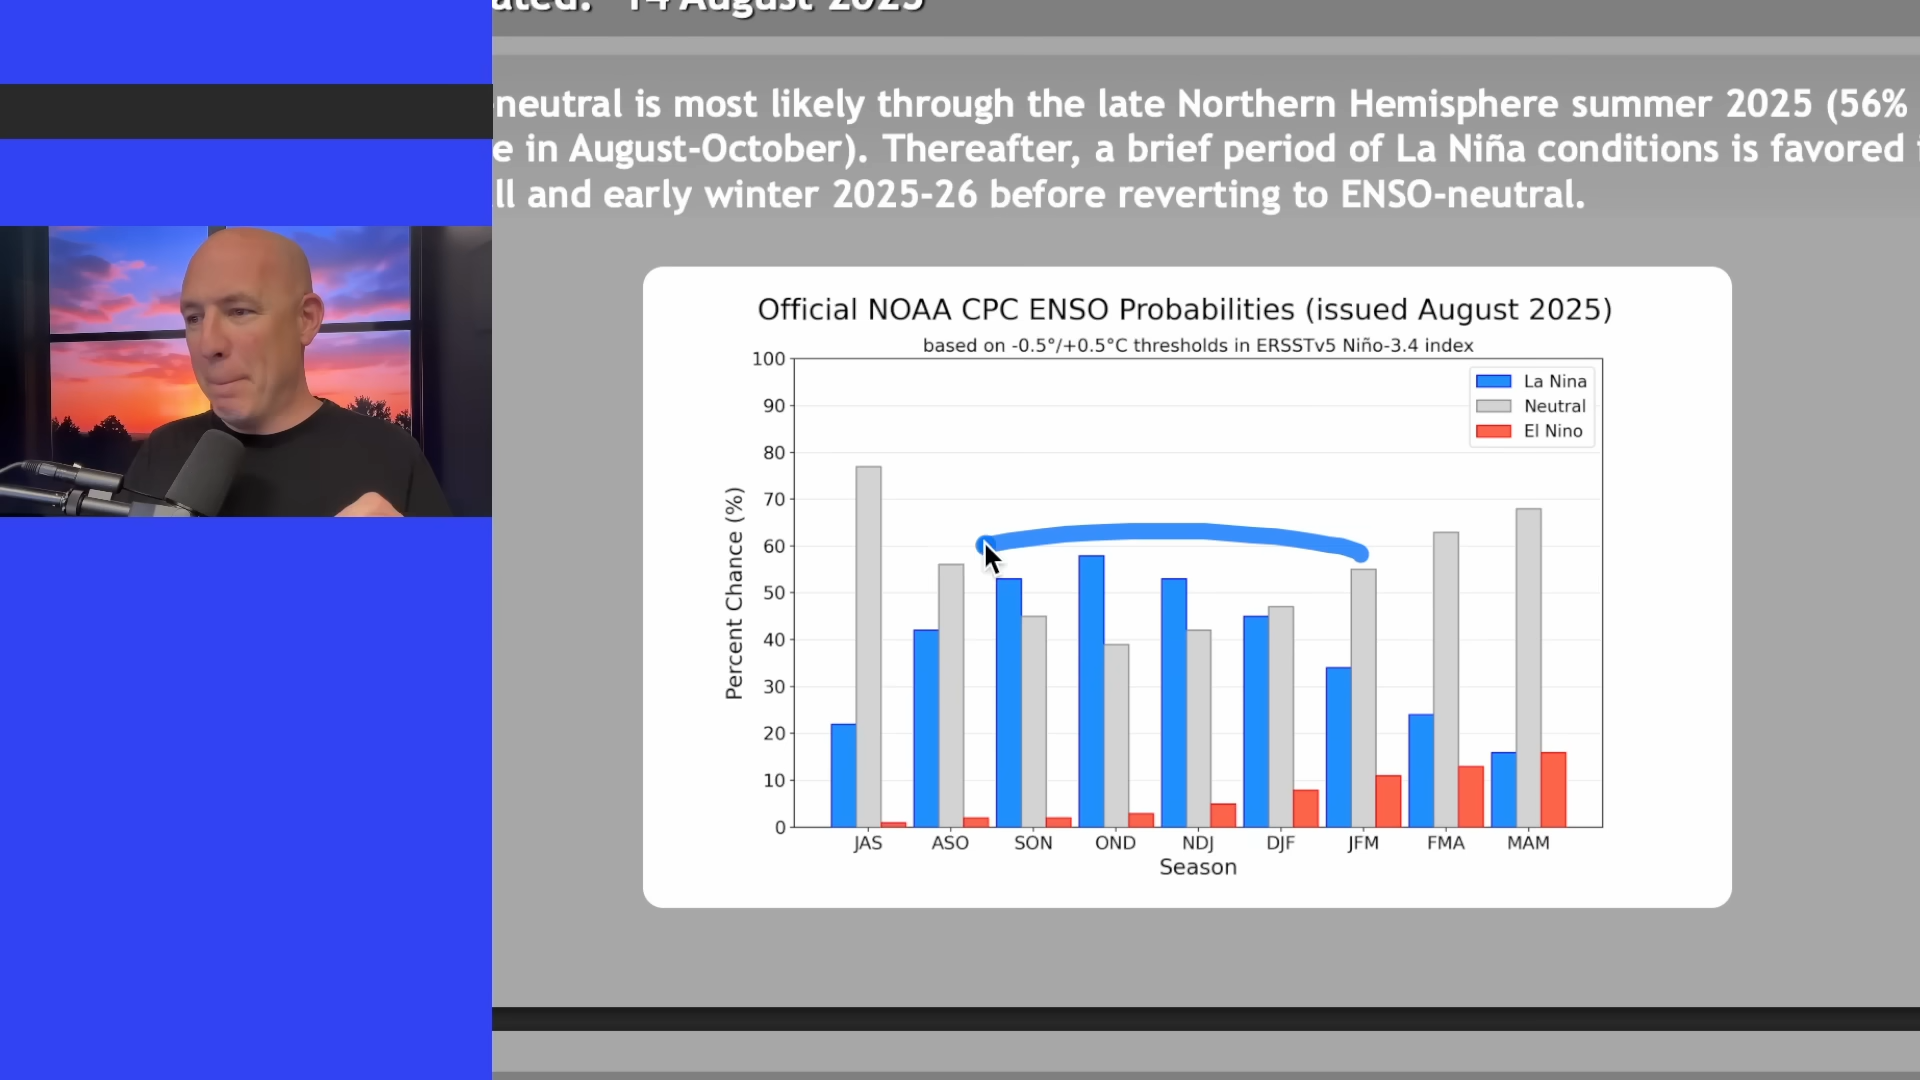 ated: 14 August 2025
neutral is most likely through the late Northern Hemisphere summer 2025 (56%
e in August-October). Thereafter, a brief period of La Niña conditions is favored i
ll and early winter 2025-26 before reverting to ENSO-neutral.
Official NOAA CPC ENSO Probabilities (issued August 2025)
based on -0.5°/+0.5°C thresholds in ERSSTv5 Niño-3.4 index
La Nina
Neutral
El Nino
Percent Chance (%)
100
90
80
70
60
50
40
30
20
10
0
JAS ASO SON OND NDJ DJF JFM FMA MAM
Season